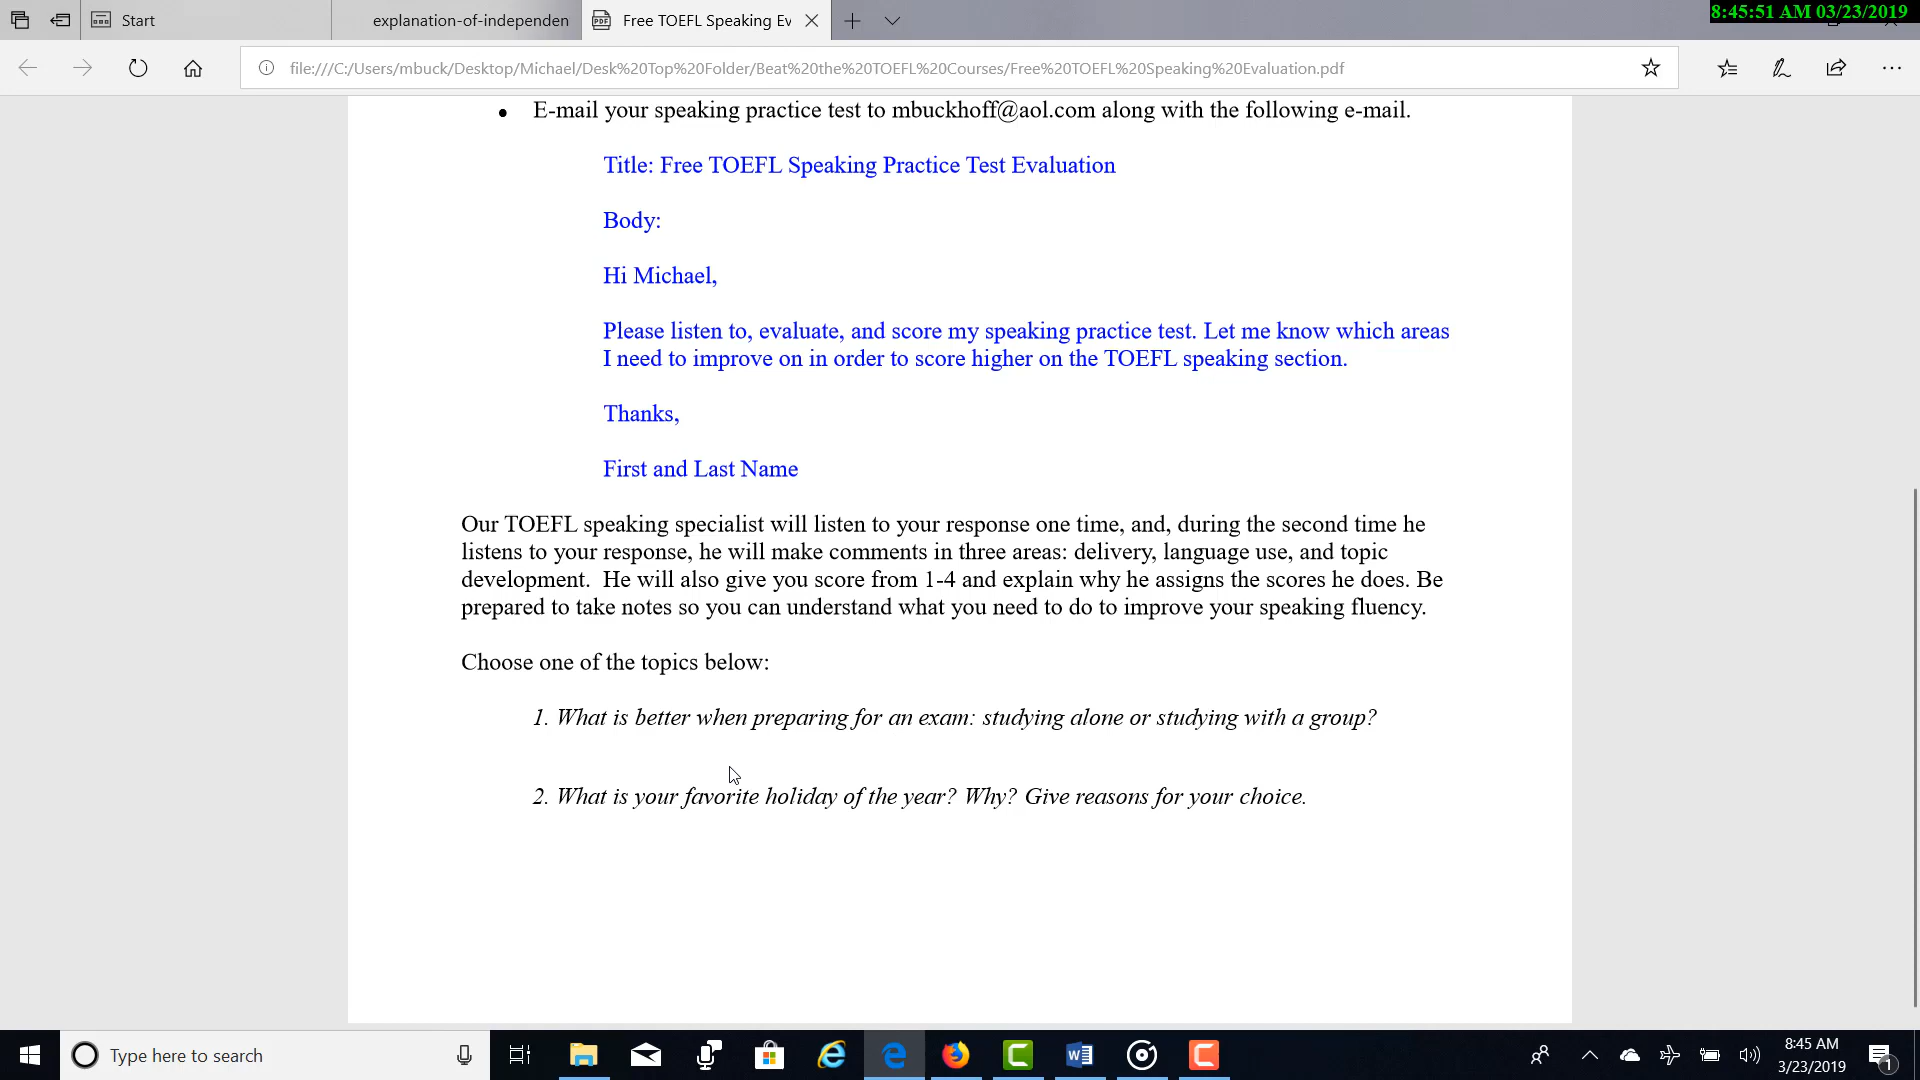 Start
explanation-of-independen
Free TOEFL Speaking Ev
8:45:51 AM 03/23/2019
file:///C:/Users/mbuck/Desktop/Michael/Desk%20Top%20Folder/Beat%20the%20TOEFL%20Courses/Free%20TOEFL%20Speaking%20Evaluation.pdf
• E-mail your speaking practice test to mbuckhoff@aol.com along with the following e-mail.
Title: Free TOEFL Speaking Practice Test Evaluation
Body:
Hi Michael,
Please listen to, evaluate, and score my speaking practice test. Let me know which areas
I need to improve on in order to score higher on the TOEFL speaking section.
Thanks,
First and Last Name
Our TOEFL speaking specialist will listen to your response one time, and, during the second time he
listens to your response, he will make comments in three areas: delivery, language use, and topic
development.  He will also give you score from 1-4 and explain why he assigns the scores he does. Be
prepared to take notes so you can understand what you need to do to improve your speaking fluency.
Choose one of the topics below:
1. What is better when preparing for an exam: studying alone or studying with a group?
2. What is your favorite holiday of the year? Why? Give reasons for your choice.
Type here to search
8:45 AM
3/23/2019
1